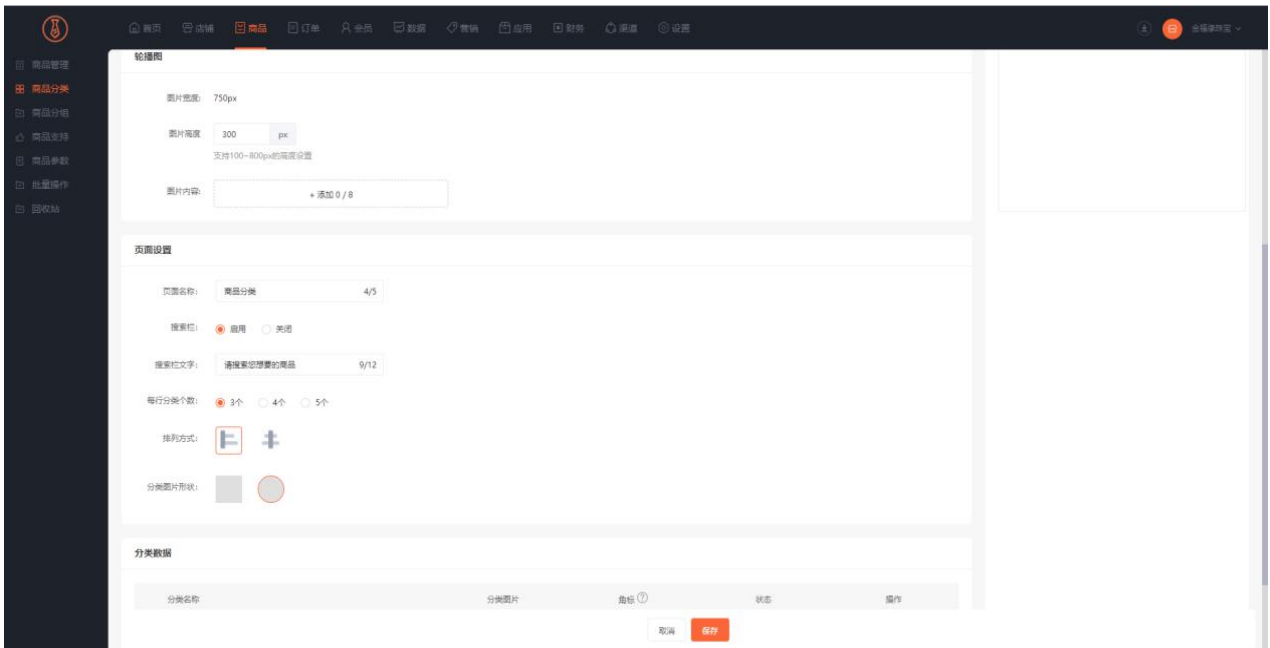 首页 店铺 商品 订单 会员 数据 营销 应用 财务 渠道 设置
商品管理
商品分类
商品分组
商品支持
商品参数
批量操作
回收站
轮播图
图片宽度: 750px
图片高度 300 px
支持100~800px的高度设置
图片内容: + 添加 0 / 8
页面设置
页面名称: 商品分类 4/5
搜索栏: 启用 关闭
搜索栏文字: 请搜索您想要的商品 9/12
每行分类个数: 3个 4个 5个
排列方式:
分类图片形状:
分类数据
分类名称 分类图片 角标 ? 状态 操作
取消 保存